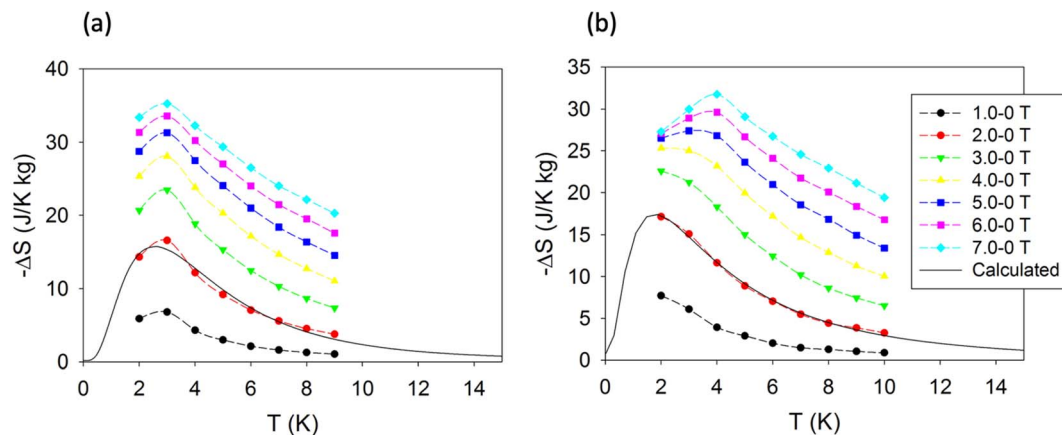 (a)
40
30
20
10
0
-ΔS (J/K kg)
0 2 4 6 8 10 12 14
T (K)
(b)
35
30
25
20
15
10
5
0
-ΔS (J/K kg)
0 2 4 6 8 10 12 14
T (K)
1.0-0 T
2.0-0 T
3.0-0 T
4.0-0 T
5.0-0 T
6.0-0 T
7.0-0 T
Calculated